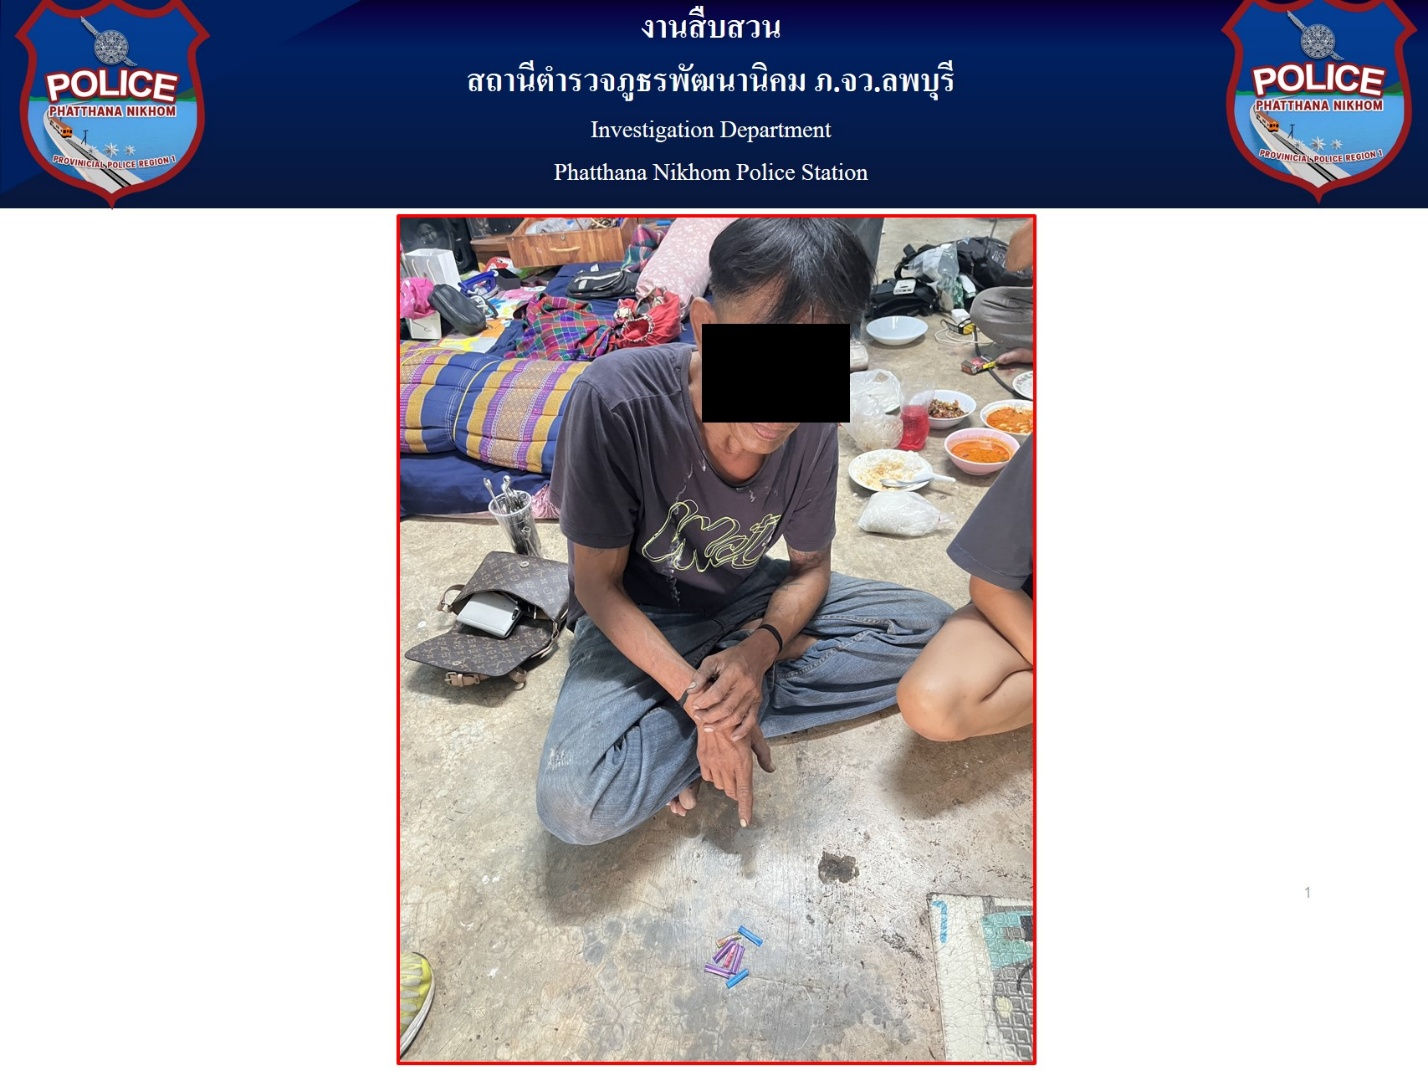 งานสืบสวน
สถานีตำรวจภูธรพัฒนานิคม ภ.จว.ลพบุรี
Investigation Department
Phatthana Nikhom Police Station
POLICE
PHATTHANA NIKHOM
PROVINICIAL POLICE REGION 1
POLICE
PHATTHANA NIKHOM
PROVINICIAL POLICE REGION 1
1